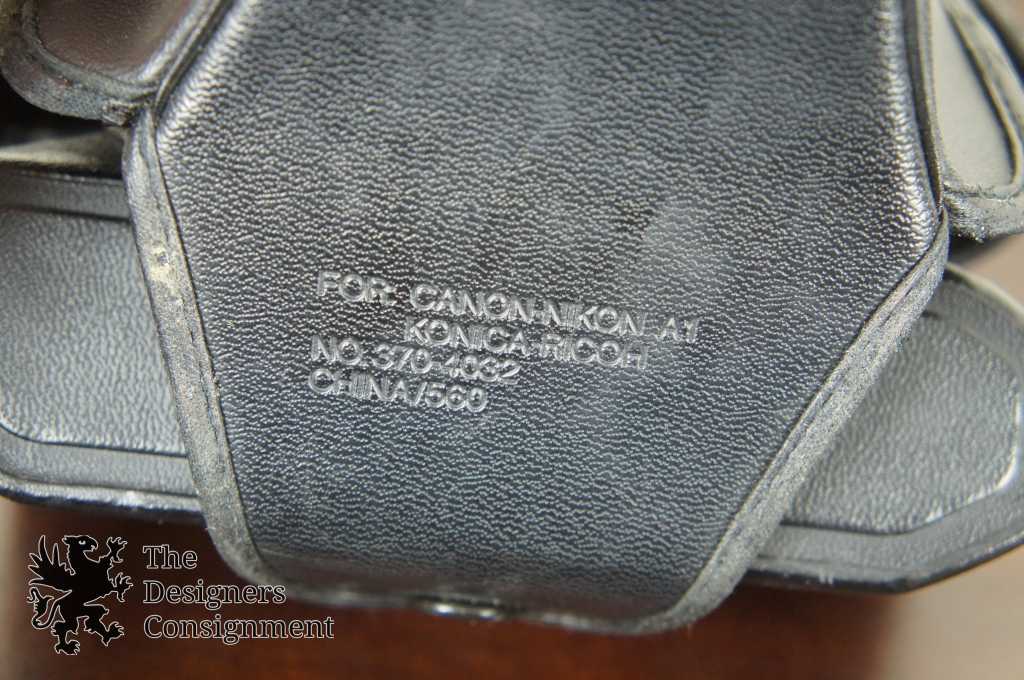 FOR: CANON-NIKON A1
KONICA-RICOH
NO. 370-1032
CHINA/560
The
Designers
Consignment